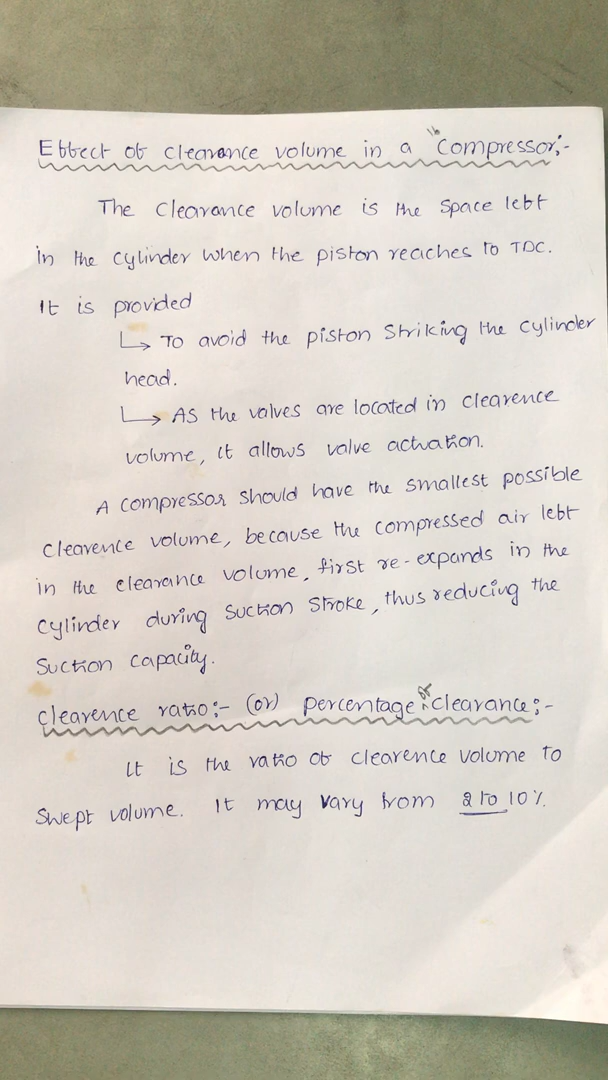 Effect of Clearance volume in a Compressor:-
The Clearance volume is the space left
in the cylinder when the piston reaches to TDC.
It is provided
↳ To avoid the piston striking the cylinder
head.
↳ As the valves are located in clearence
volume, it allows valve actuation.
A compressor should have the smallest possible
clearence volume, because the compressed air left
in the clearance volume, first re-expands in the
cylinder during suction stroke, thus reducing the
suction capacity.
clearence ratio:- (or) percentage of clearance:-
It is the ratio of clearence volume to
swept volume. It may vary from 2 to 10%.